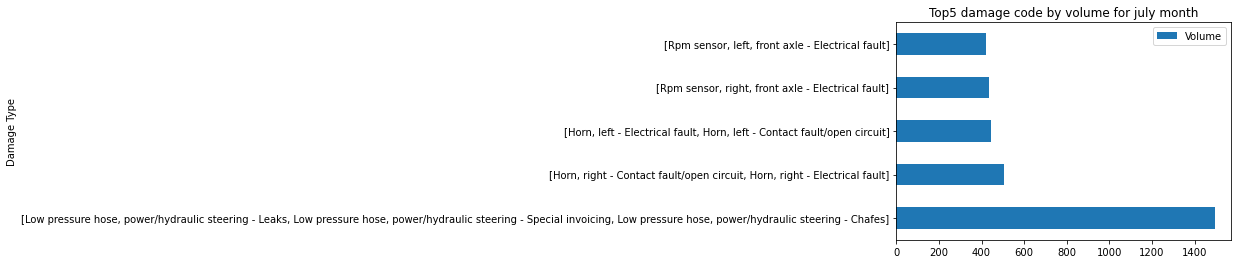 Top5 damage code by volume for july month
Volume
Damage Type
[Rpm sensor, left, front axle - Electrical fault]
[Rpm sensor, right, front axle - Electrical fault]
[Horn, left - Electrical fault, Horn, left - Contact fault/open circuit]
[Horn, right - Contact fault/open circuit, Horn, right - Electrical fault]
[Low pressure hose, power/hydraulic steering - Leaks, Low pressure hose, power/hydraulic steering - Special invoicing, Low pressure hose, power/hydraulic steering - Chafes]
0 200 400 600 800 1000 1200 1400